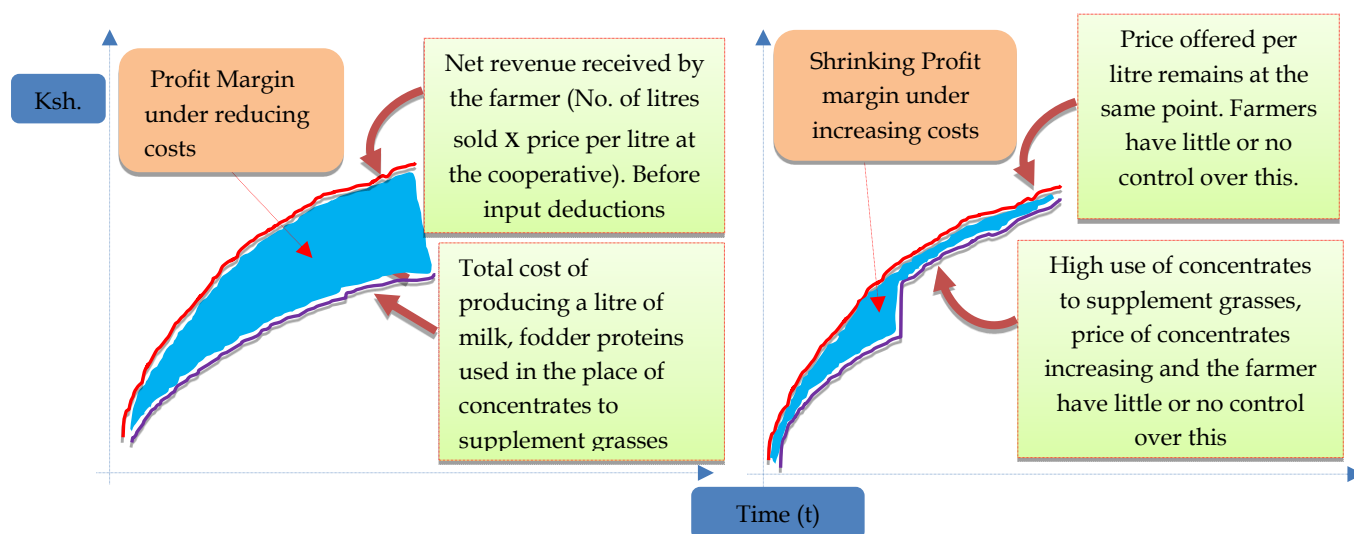 Ksh.
Profit Margin
under reducing
costs
Net revenue received by
the farmer (No. of litres
sold x price per litre at
the cooperative). Before
input deductions
Total cost of
producing a litre of
milk, fodder proteins
used in the place of
concentrates to
supplement grasses
Shrinking Profit
margin under
increasing costs
Price offered per
litre remains at the
same point. Farmers
have little or no
control over this.
High use of concentrates
to supplement grasses,
price of concentrates
increasing and the farmer
have little or no control
over this
Time (t)